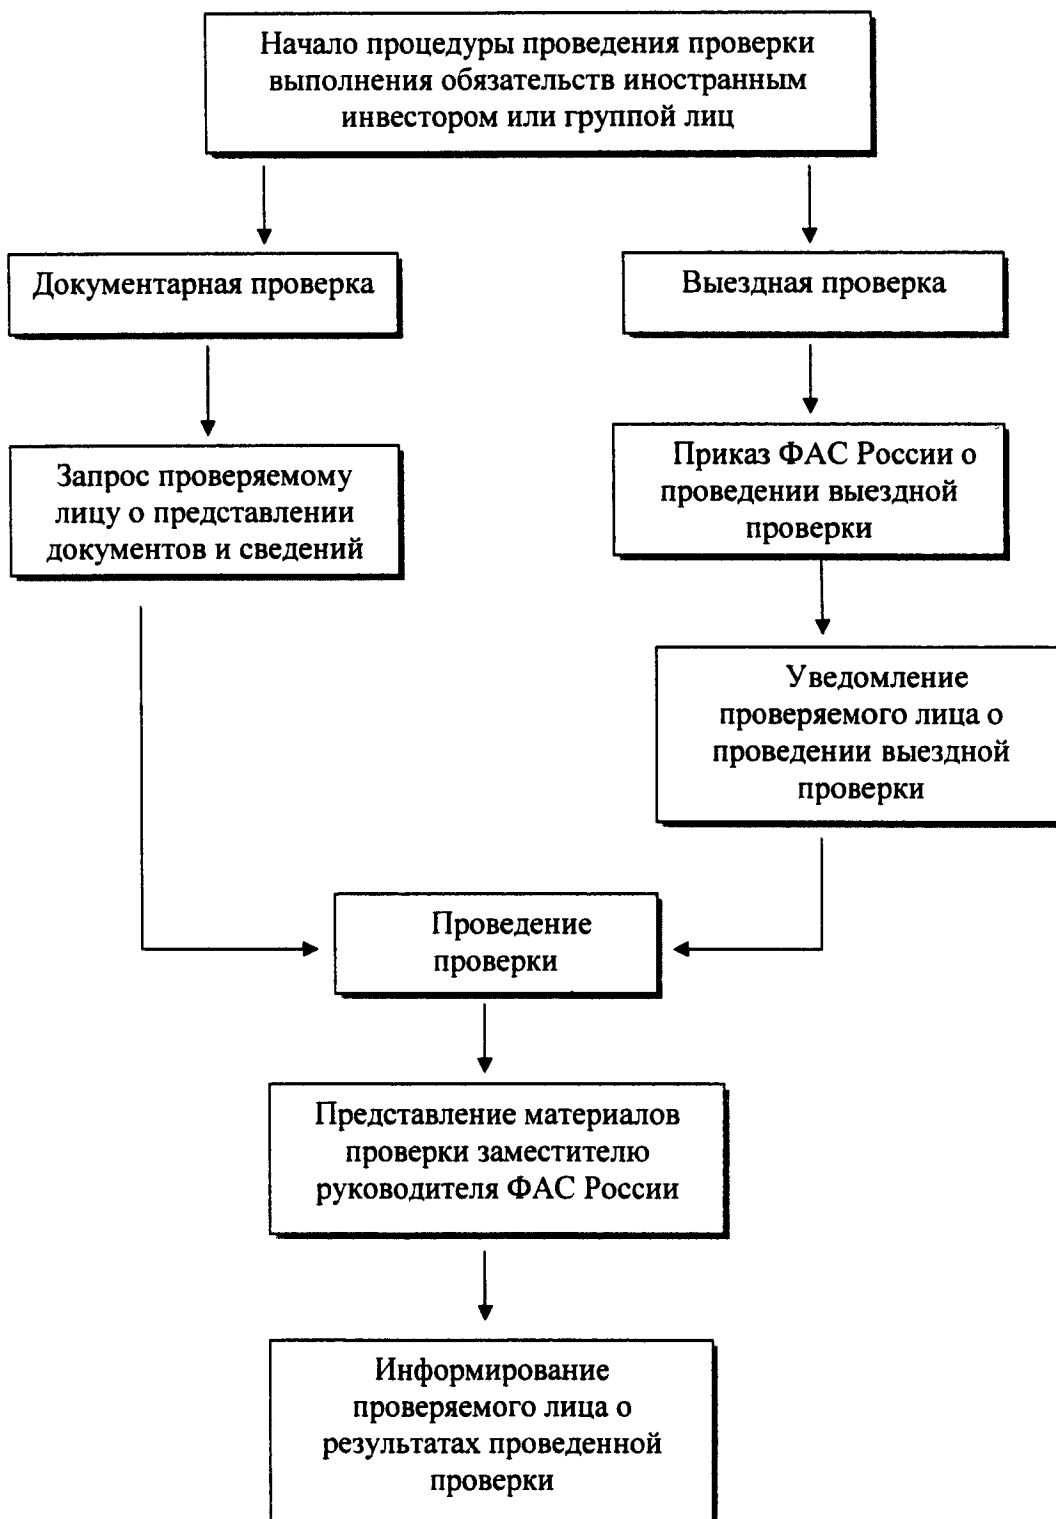 Начало процедуры проведения проверки
выполнения обязательств иностранным
инвестором или группой лиц
Документарная проверка
Выездная проверка
Запрос проверяемому
лицу о представлении
документов и сведений
Приказ ФАС России о
проведении выездной
проверки
Уведомление
проверяемого лица о
проведении выездной
проверки
Проведение
проверки
Представление материалов
проверки заместителю
руководителя ФАС России
Информирование
проверяемого лица о
результатах проведенной
проверки